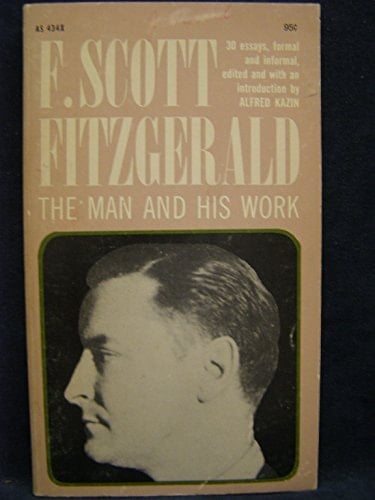 AS 434X
95¢
F. SCOTT
FITZGERALD
30 essays, formal
and informal,
edited and with an
introduction by
ALFRED KAZIN
THE MAN AND HIS WORK